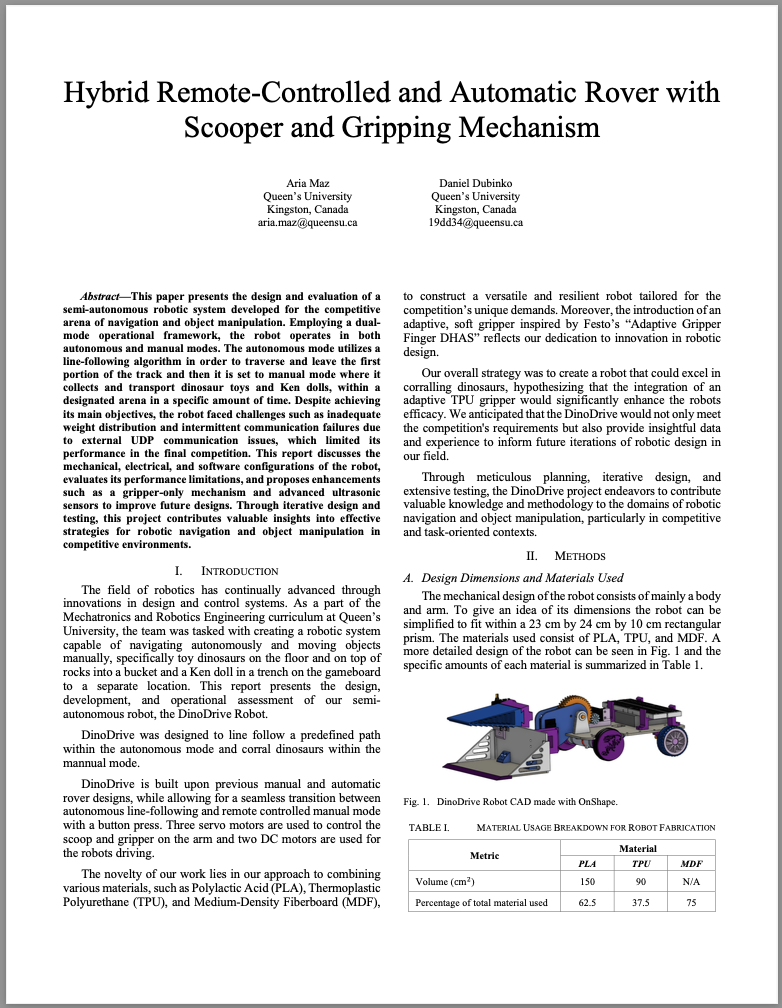 Hybrid Remote-Controlled and Automatic Rover with
Scooper and Gripping Mechanism
Aria Maz
Queen’s University
Kingston, Canada
aria.maz@queensu.ca
Daniel Dubinko
Queen’s University
Kingston, Canada
19dd34@queensu.ca
Abstract—This paper presents the design and evaluation of a
semi-autonomous robotic system developed for the competitive
arena of navigation and object manipulation. Employing a dual-
mode operational framework, the robot operates in both
autonomous and manual modes. The autonomous mode utilizes a
line-following algorithm in order to traverse and leave the first
portion of the track and then it is set to manual mode where it
collects and transport dinosaur toys and Ken dolls, within a
designated arena in a specific amount of time. Despite achieving
its main objectives, the robot faced challenges such as inadequate
weight distribution and intermittent communication failures due
to external UDP communication issues, which limited its
performance in the final competition. This report discusses the
mechanical, electrical, and software configurations of the robot,
evaluates its performance limitations, and proposes enhancements
such as a gripper-only mechanism and advanced ultrasonic
sensors to improve future designs. Through iterative design and
testing, this project contributes valuable insights into effective
strategies for robotic navigation and object manipulation in
competitive environments.
I. INTRODUCTION
The field of robotics has continually advanced through
innovations in design and control systems. As a part of the
Mechatronics and Robotics Engineering curriculum at Queen’s
University, the team was tasked with creating a robotic system
capable of navigating autonomously and moving objects
manually, specifically toy dinosaurs on the floor and on top of
rocks into a bucket and a Ken doll in a trench on the gameboard
to a separate location. This report presents the design,
development, and operational assessment of our semi-
autonomous robot, the DinoDrive Robot.
DinoDrive was designed to line follow a predefined path
within the autonomous mode and corral dinosaurs within the
mannual mode.
DinoDrive is built upon previous manual and automatic
rover designs, while allowing for a seamless transition between
autonomous line-following and remote controlled manual mode
with a button press. Three servo motors are used to control the
scoop and gripper on the arm and two DC motors are used for
the robots driving.
The novelty of our work lies in our approach to combining
various materials, such as Polylactic Acid (PLA), Thermoplastic
Polyurethane (TPU), and Medium-Density Fiberboard (MDF),
to construct a versatile and resilient robot tailored for the
competition’s unique demands. Moreover, the introduction of an
adaptive, soft gripper inspired by Festo’s “Adaptive Gripper
Finger DHAS” reflects our dedication to innovation in robotic
design.
Our overall strategy was to create a robot that could excel in
corralling dinosaurs, hypothesizing that the integration of an
adaptive TPU gripper would significantly enhance the robots
efficacy. We anticipated that the DinoDrive would not only meet
the competition's requirements but also provide insightful data
and experience to inform future iterations of robotic design in
our field.
Through meticulous planning, iterative design, and
extensive testing, the DinoDrive project endeavors to contribute
valuable knowledge and methodology to the domains of robotic
navigation and object manipulation, particularly in competitive
and task-oriented contexts.
II. METHODS
A. Design Dimensions and Materials Used
The mechanical design of the robot consists of mainly a body
and arm. To give an idea of its dimensions the robot can be
simplified to fit within a 23 cm by 24 cm by 10 cm rectangular
prism. The materials used consist of PLA, TPU, and MDF. A
more detailed design of the robot can be seen in Fig. 1 and the
specific amounts of each material is summarized in Table 1.
Fig. 1. DinoDrive Robot CAD made with OnShape.
TABLE I. MATERIAL USAGE BREAKDOWN FOR ROBOT FABRICATION
Metric Material
PLA TPU MDF
Volume (cm²) 150 90 N/A
Percentage of total material used 62.5 37.5 75